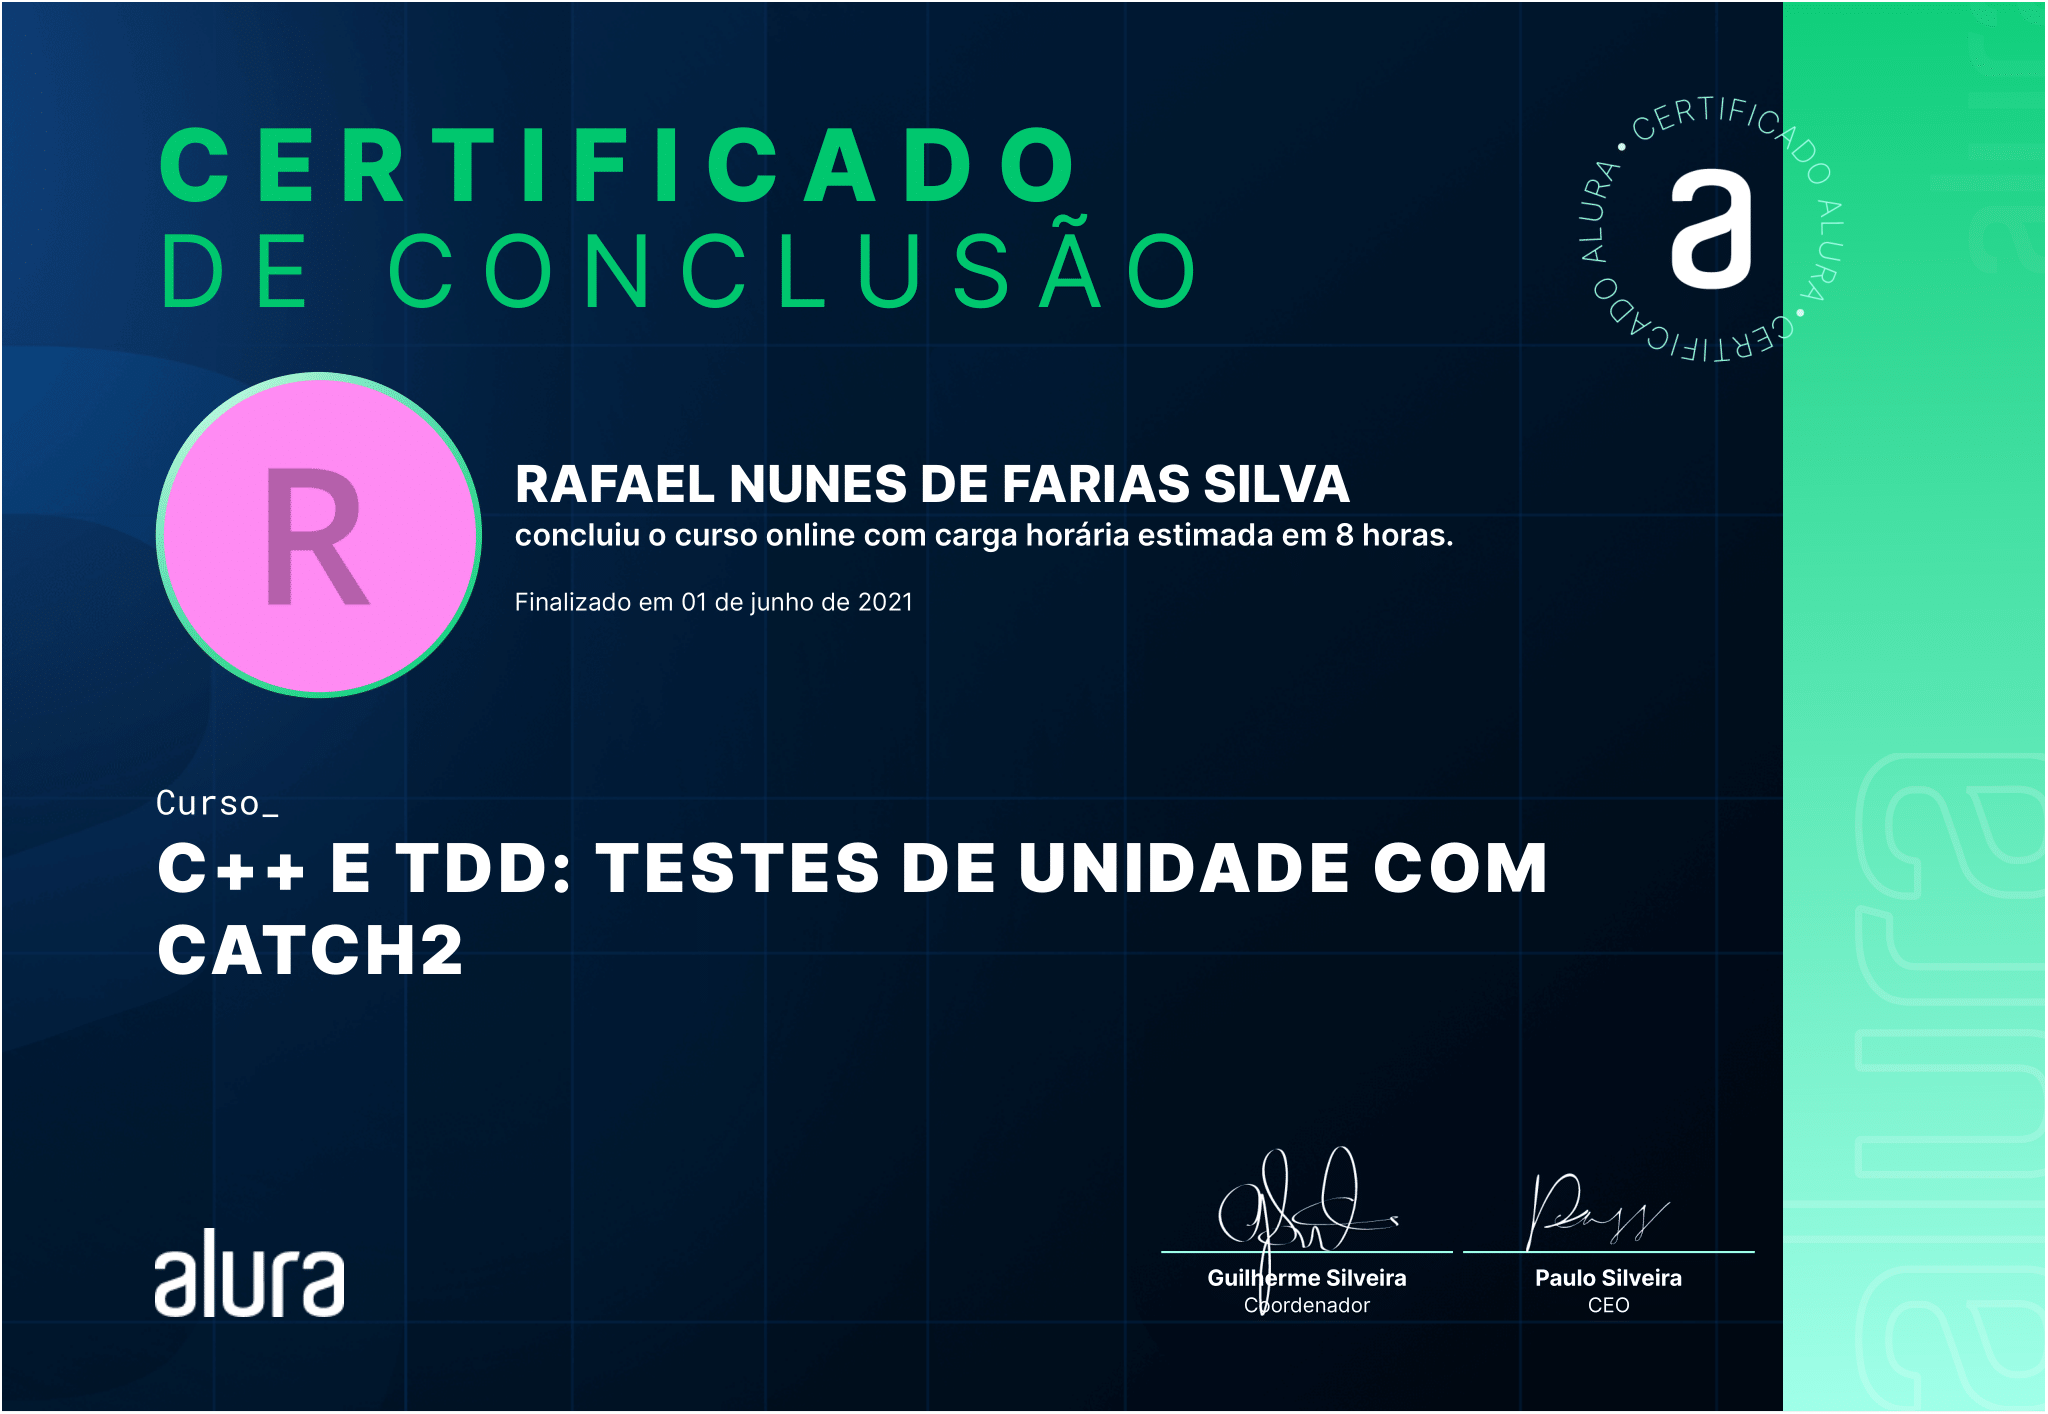 CERTIFICADO
DE CONCLUSÃO
CERTIFICADO ALURA • CERTIFICADO ALURA •
a
R
RAFAEL NUNES DE FARIAS SILVA
concluiu o curso online com carga horária estimada em 8 horas.
Finalizado em 01 de junho de 2021
Curso_
C++ E TDD: TESTES DE UNIDADE COM
CATCH2
alura
Guilherme Silveira
Coordenador
Paulo Silveira
CEO
alura